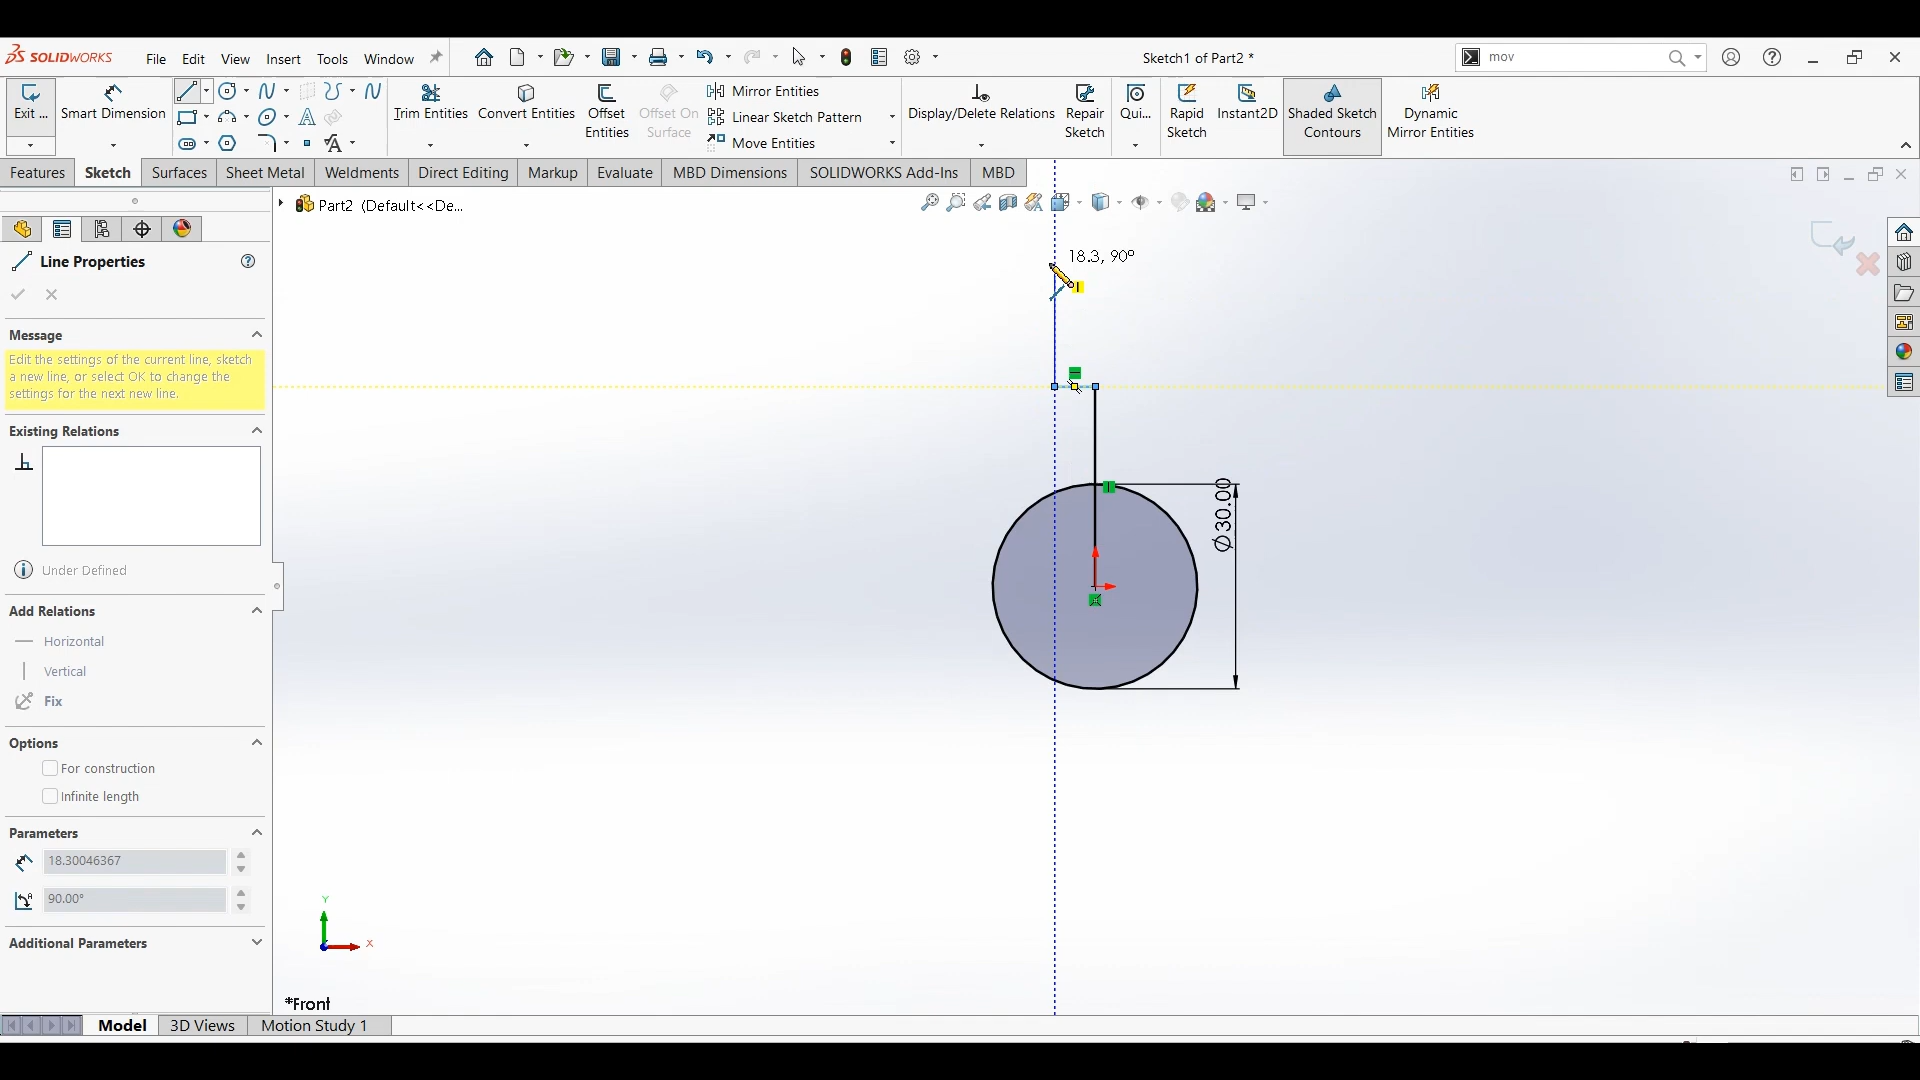 SOLIDWORKS File Edit View Insert Tools Window Sketch1 of Part2 * mov
Exit ... Smart Dimension Trim Entities Convert Entities Offset Entities Offset On Surface Mirror Entities Linear Sketch Pattern Move Entities Display/Delete Relations Repair Sketch Qui... Rapid Sketch Instant2D Shaded Sketch Contours Dynamic Mirror Entities
Features Sketch Surfaces Sheet Metal Weldments Direct Editing Markup Evaluate MBD Dimensions SOLIDWORKS Add-Ins MBD
Part2 (Default<<De...
Line Properties
18.3, 90°
Message
Edit the settings of the current line, sketch
a new line, or select OK to change the
settings for the next new line.
Existing Relations
Under Defined
Add Relations
Horizontal
Vertical
Fix
Options
For construction
Infinite length
Parameters
18.30046367
90.00°
Additional Parameters
Ø30.00
Y
X
*Front
Model 3D Views Motion Study 1